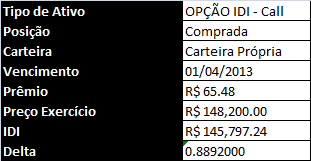 Tipo de Ativo OPÇÃO IDI - Call
Posição Comprada
Carteira Carteira Própria
Vencimento 01/04/2013
Prêmio R$ 65.48
Preço Exercício R$ 148,200.00
IDI R$ 145,797.24
Delta 0.8892000